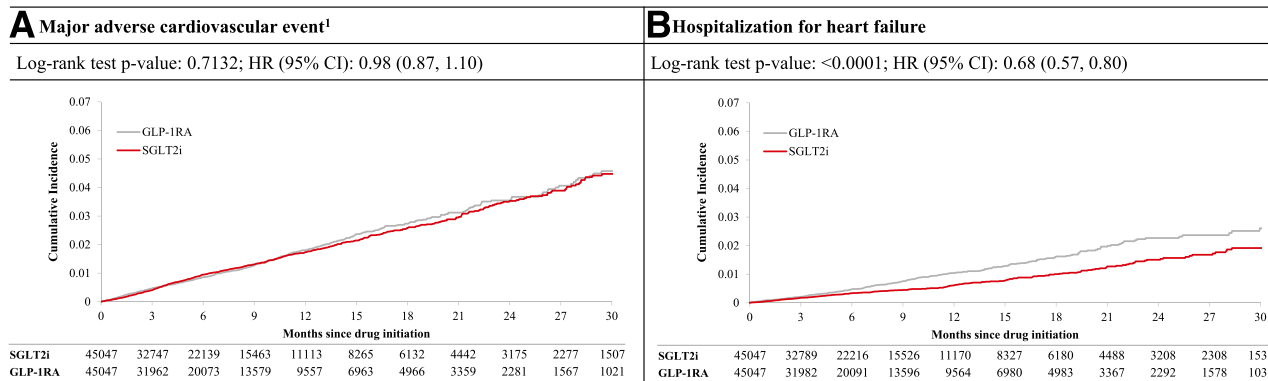 A Major adverse cardiovascular event¹
Log-rank test p-value: 0.7132; HR (95% CI): 0.98 (0.87, 1.10)
0.07
0.06
0.05
0.04
0.03
0.02
0.01
0
Cumulative Incidence
GLP-1RA
SGLT2i
0 3 6 9 12 15 18 21 24 27 30
Months since drug initiation
SGLT2i 45047 32747 22139 15463 11113 8265 6132 4442 3175 2277 1507
GLP-1RA 45047 31962 20073 13579 9557 6963 4966 3359 2281 1567 1021
B Hospitalization for heart failure
Log-rank test p-value: <0.0001; HR (95% CI): 0.68 (0.57, 0.80)
0.07
0.06
0.05
0.04
0.03
0.02
0.01
0
Cumulative Incidence
GLP-1RA
SGLT2i
0 3 6 9 12 15 18 21 24 27 30
Months since drug initiation
SGLT2i 45047 32789 22216 15526 11170 8327 6180 4488 3208 2308 153
GLP-1RA 45047 31982 20091 13596 9564 6980 4983 3367 2292 1578 103